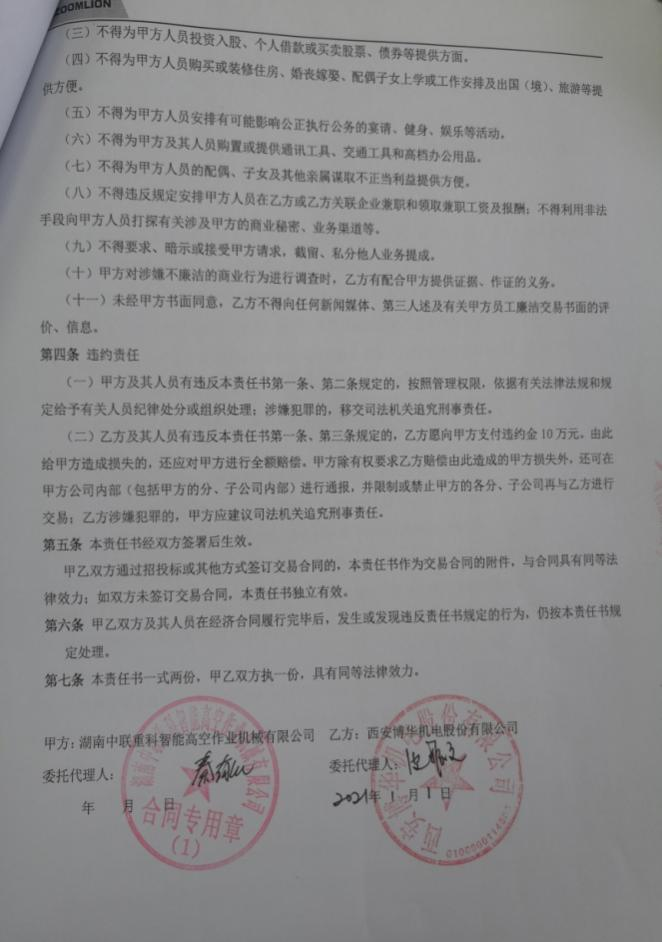 ZOOMLION
（三）不得为甲方人员投资入股、个人借款或买卖股票、债券等提供方面。
（四）不得为甲方人员购买或装修住房、婚丧嫁娶、配偶子女上学或工作安排及出国（境）、旅游等提
供方便。
（五）不得为甲方人员安排有可能影响公正执行公务的宴请、健身、娱乐等活动。
（六）不得为甲方及其人员购置或提供通讯工具、交通工具和高档办公用品。
（七）不得为甲方人员的配偶、子女及其他亲属谋取不正当利益提供方便。
（八）不得违反规定安排甲方人员在乙方或乙方关联企业兼职和领取兼职工资及报酬；不得利用非法
手段向甲方人员打探有关涉及甲方的商业秘密、业务渠道等。
（九）不得要求、暗示或接受甲方请求，截留、私分他人业务提成。
（十）甲方对涉嫌不廉洁的商业行为进行调查时，乙方有配合甲方提供证据、作证的义务。
（十一）未经甲方书面同意，乙方不得向任何新闻媒体、第三人述及有关甲方员工廉洁交易书面的评
价、信息。
第四条 违约责任
（一）甲方及其人员有违反本责任书第一条、第二条规定的，按照管理权限，依据有关法律法规和规
定给予有关人员纪律处分或组织处理；涉嫌犯罪的，移交司法机关追究刑事责任。
（二）乙方及其人员有违反本责任书第一条、第三条规定的，乙方愿向甲方支付违约金 10 万元，由此
给甲方造成损失的，还应对甲方进行全额赔偿。甲方除有权要求乙方赔偿由此造成的甲方损失外，还可在
甲方公司内部（包括甲方的分、子公司内部）进行通报，并限制或禁止甲方的各分、子公司再与乙方进行
交易；乙方涉嫌犯罪的，甲方应建议司法机关追究刑事责任。
第五条 本责任书经双方签署后生效。
甲乙双方通过招投标或其他方式签订交易合同的，本责任书作为交易合同的附件，与合同具有同等法
律效力；如双方未签订交易合同，本责任书独立有效。
第六条 甲乙双方及其人员在经济合同履行完毕后，发生或发现违反责任书规定的行为，仍按本责任书规
定处理。
第七条 本责任书一式两份，甲乙双方执一份，具有同等法律效力。
甲方：湖南中联重科智能高空作业机械有限公司 乙方：西安博华机电股份有限公司
委托代理人： 委托代理人：
年 月 日 2021年 1 月 1 日
湖南中联重科智能高空作业机械有限公司
合同专用章
（1）
西安博华机电股份有限公司